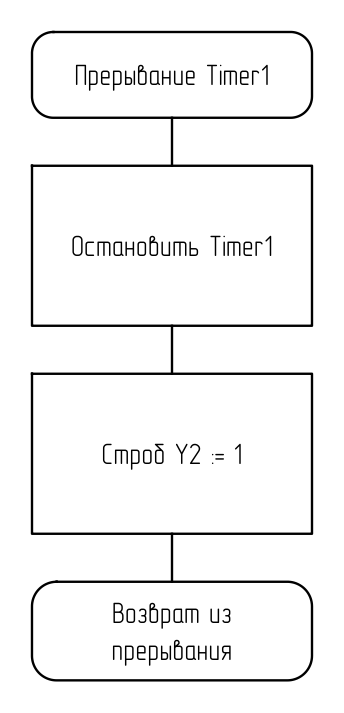 Прерывание Timer1
Остановить Timer1
Строб Y2 := 1
Возврат из
прерывания